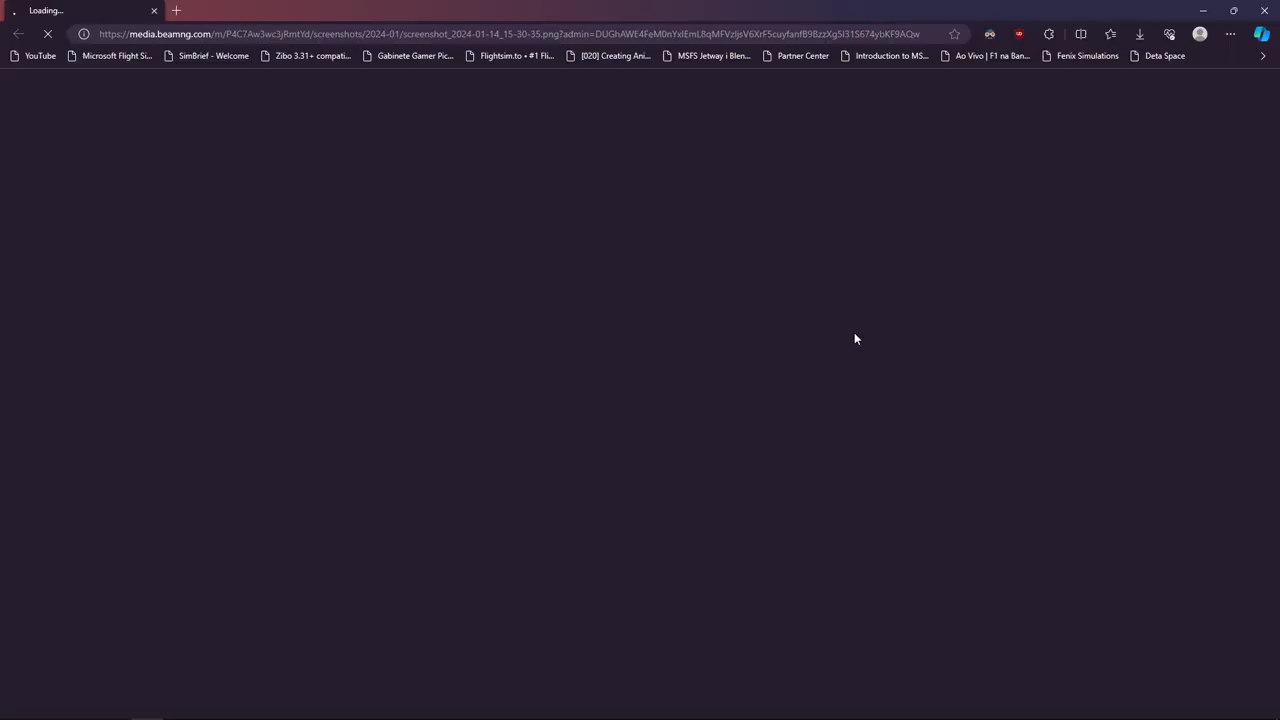 Loading...
https://media.beamng.com/m/P4C7Aw3wc3jRmtYd/screenshots/2024-01/screenshot_2024-01-14_15-30-35.png?admin=
YouTube Microsoft Flight Si... SimBrief - Welcome Zibo 3.31+ compati... Gabinete Gamer Pic... Flightsim.to • #1 Fli... [020] Creating Ani... MSFS Jetway i Blen... Partner Center Introduction to MS... Ao Vivo | F1 na Ban... Fenix Simulations Deta Space